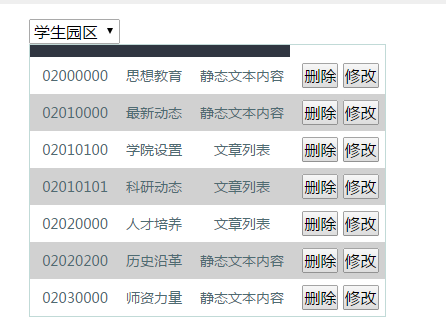 学生园区 ▼
02000000 思想教育 静态文本内容 删除 修改
02010000 最新动态 静态文本内容 删除 修改
02010100 学院设置 文章列表 删除 修改
02010101 科研动态 文章列表 删除 修改
02020000 人才培养 文章列表 删除 修改
02020200 历史沿革 静态文本内容 删除 修改
02030000 师资力量 静态文本内容 删除 修改